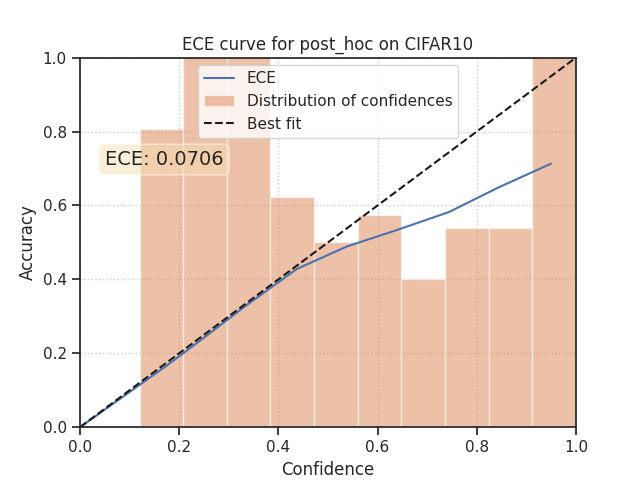 ECE curve for post_hoc on CIFAR10
1.0
0.8
0.6
0.4
0.2
0.0
Accuracy
ECE
Distribution of confidences
Best fit
ECE: 0.0706
0.0 0.2 0.4 0.6 0.8 1.0
Confidence